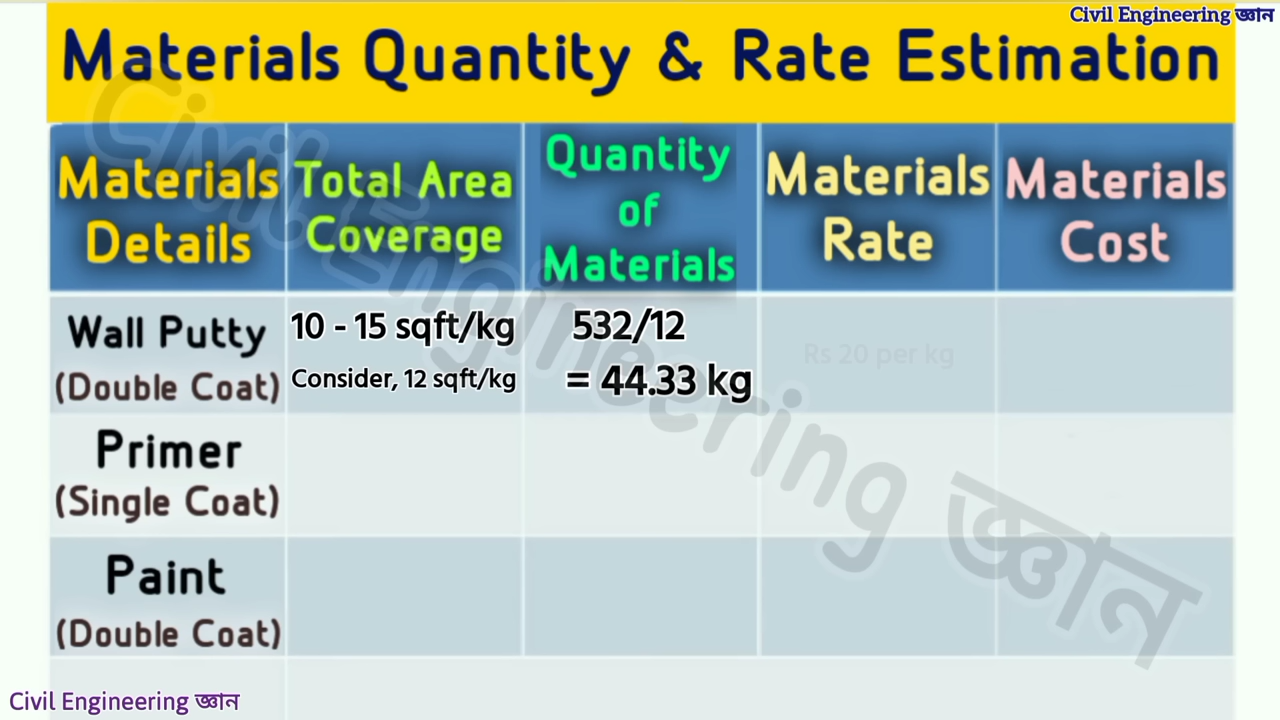 Civil Engineering জ্ঞান
Materials Quantity & Rate Estimation
Materials Details
Total Area Coverage
Quantity of Materials
Materials Rate
Materials Cost
Wall Putty
(Double Coat)
10 - 15 sqft/kg
Consider, 12 sqft/kg
532/12
= 44.33 kg
Rs 20 per kg
Primer
(Single Coat)
Paint
(Double Coat)
Civil Engineering জ্ঞান
Civil Engineering জ্ঞান